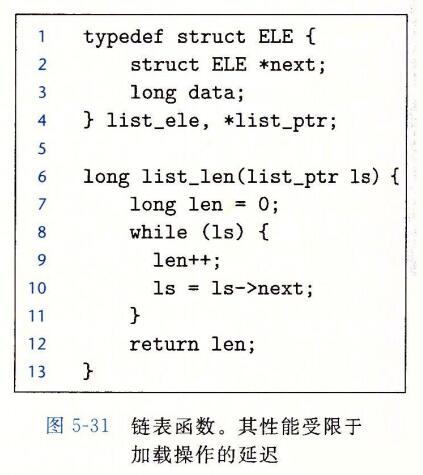 1 typedef struct ELE {
2 struct ELE *next;
3 long data;
4 } list_ele, *list_ptr;
5
6 long list_len(list_ptr ls) {
7 long len = 0;
8 while (ls) {
9 len++;
10 ls = ls->next;
11 }
12 return len;
13 }
图 5-31 链表函数。其性能受限于
加载操作的延迟